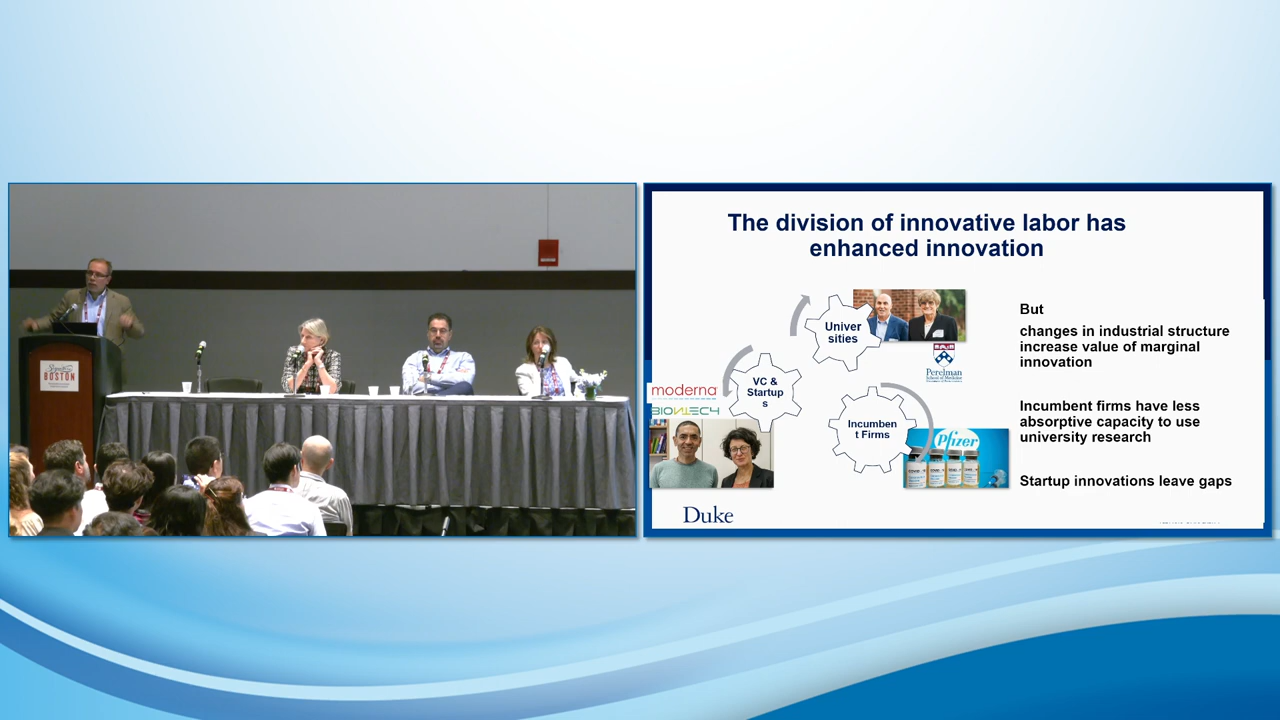 BOSTON
The division of innovative labor has
enhanced innovation
Univer
sities
Perelman
VC &
Startup
s
moderna
BIONTECH
Incumben
t Firms
Pfizer
But
changes in industrial structure
increase value of marginal
innovation
Incumbent firms have less
absorptive capacity to use
university research
Startup innovations leave gaps
Duke